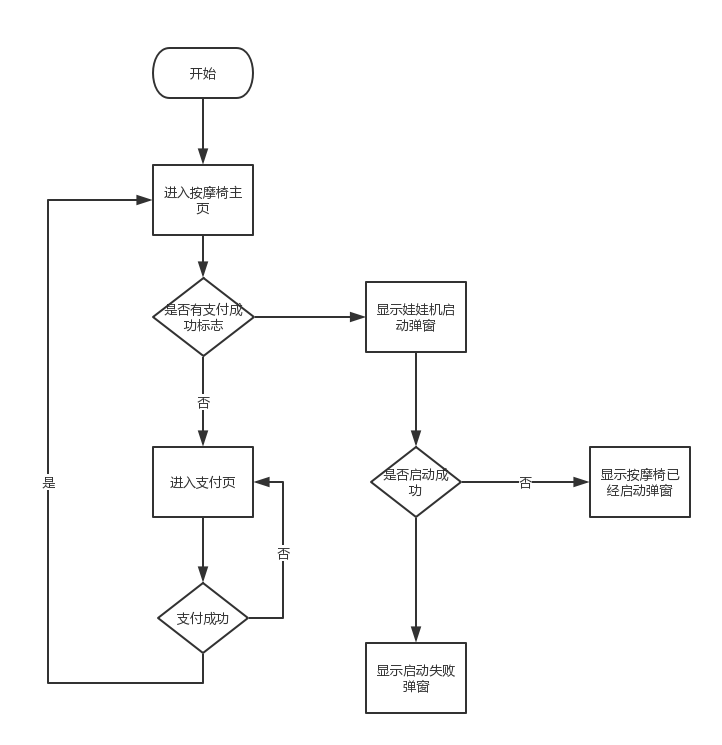 开始
进入按摩椅主
页
是否有支付成
功标志
显示娃娃机启
动弹窗
否
进入支付页
是否启动成
功
否
显示按摩椅已
经启动弹窗
是
否
支付成功
显示启动失败
弹窗